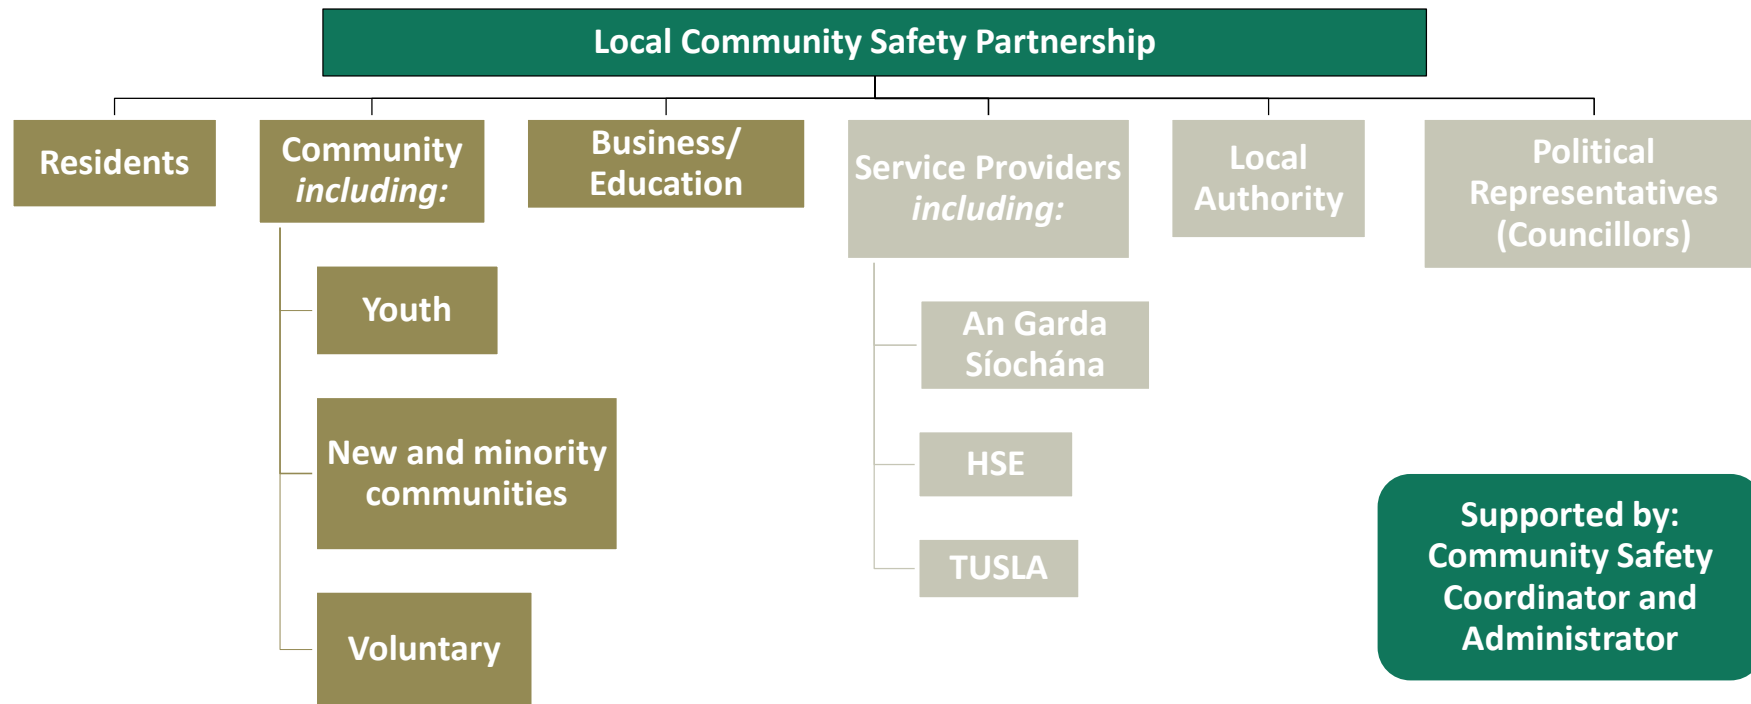 Local Community Safety Partnership
Residents
Community
including:
Youth
New and minority
communities
Voluntary
Business/
Education
Service Providers
including:
An Garda
Síochána
HSE
TUSLA
Local
Authority
Political
Representatives
(Councillors)
Supported by:
Community Safety
Coordinator and
Administrator